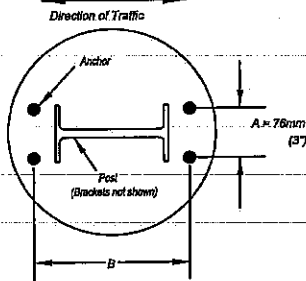 Direction of Traffic
Anchor
A = 76mm
(3")
Post
(Brackets not shown)
B